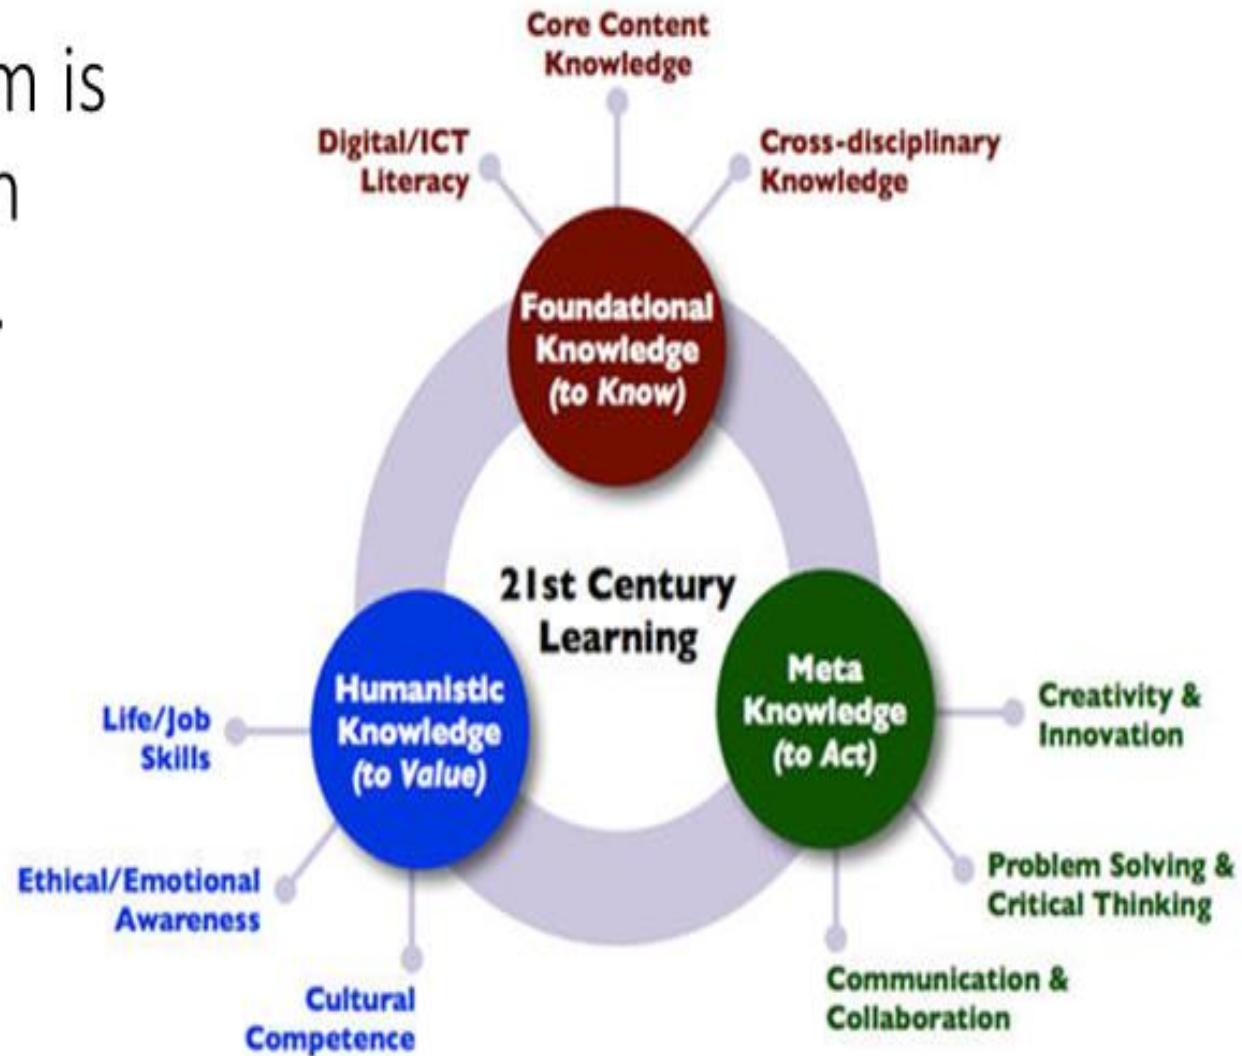 m is
n
.
Core Content
Knowledge
Digital/ICT
Literacy
Cross-disciplinary
Knowledge
Foundational
Knowledge
(to Know)
21st Century
Learning
Humanistic
Knowledge
(to Value)
Meta
Knowledge
(to Act)
Life/Job
Skills
Creativity &
Innovation
Ethical/Emotional
Awareness
Problem Solving &
Critical Thinking
Cultural
Competence
Communication &
Collaboration